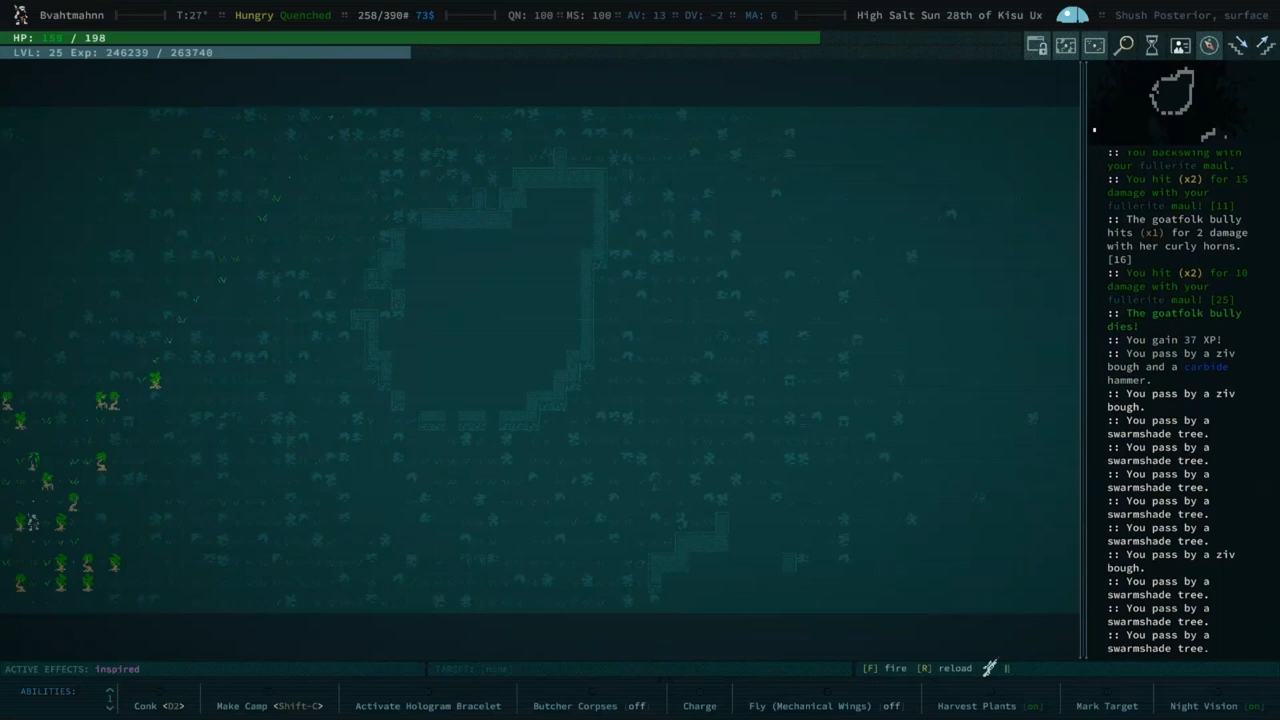 Bvahtmahnn T:27° :: Hungry Quenched :: 258/390# 73$ QN: 100 :: MS: 100 :: AV: 13 :: DV: -2 :: MA: 6 High Salt Sun 28th of Kisu Ux :: Shush Posterior, surface
HP: 159 / 198
LVL: 25 Exp: 246239 / 263740
:: You backswing with
your fullerite maul.
:: You hit (x2) for 15
damage with your
fullerite maul! [11]
:: The goatfolk bully
hits (x1) for 2 damage
with her curly horns.
[16]
:: You hit (x2) for 10
damage with your
fullerite maul! [25]
:: The goatfolk bully
dies!
:: You gain 37 XP!
:: You pass by a ziv
bough and a carbide
hammer.
:: You pass by a ziv
bough.
:: You pass by a
swarmshade tree.
:: You pass by a
swarmshade tree.
:: You pass by a
swarmshade tree.
:: You pass by a
swarmshade tree.
:: You pass by a
swarmshade tree.
:: You pass by a ziv
bough.
:: You pass by a
swarmshade tree.
:: You pass by a
swarmshade tree.
:: You pass by a
swarmshade tree.
ACTIVE EFFECTS: inspired TARGET: [none] [F] fire [R] reload
ABILITIES: 1 Conk <D2> Make Camp <Shift-C> Activate Hologram Bracelet Butcher Corpses (off) Charge Fly (Mechanical Wings) (off) Harvest Plants (on) Mark Target Night Vision (on)